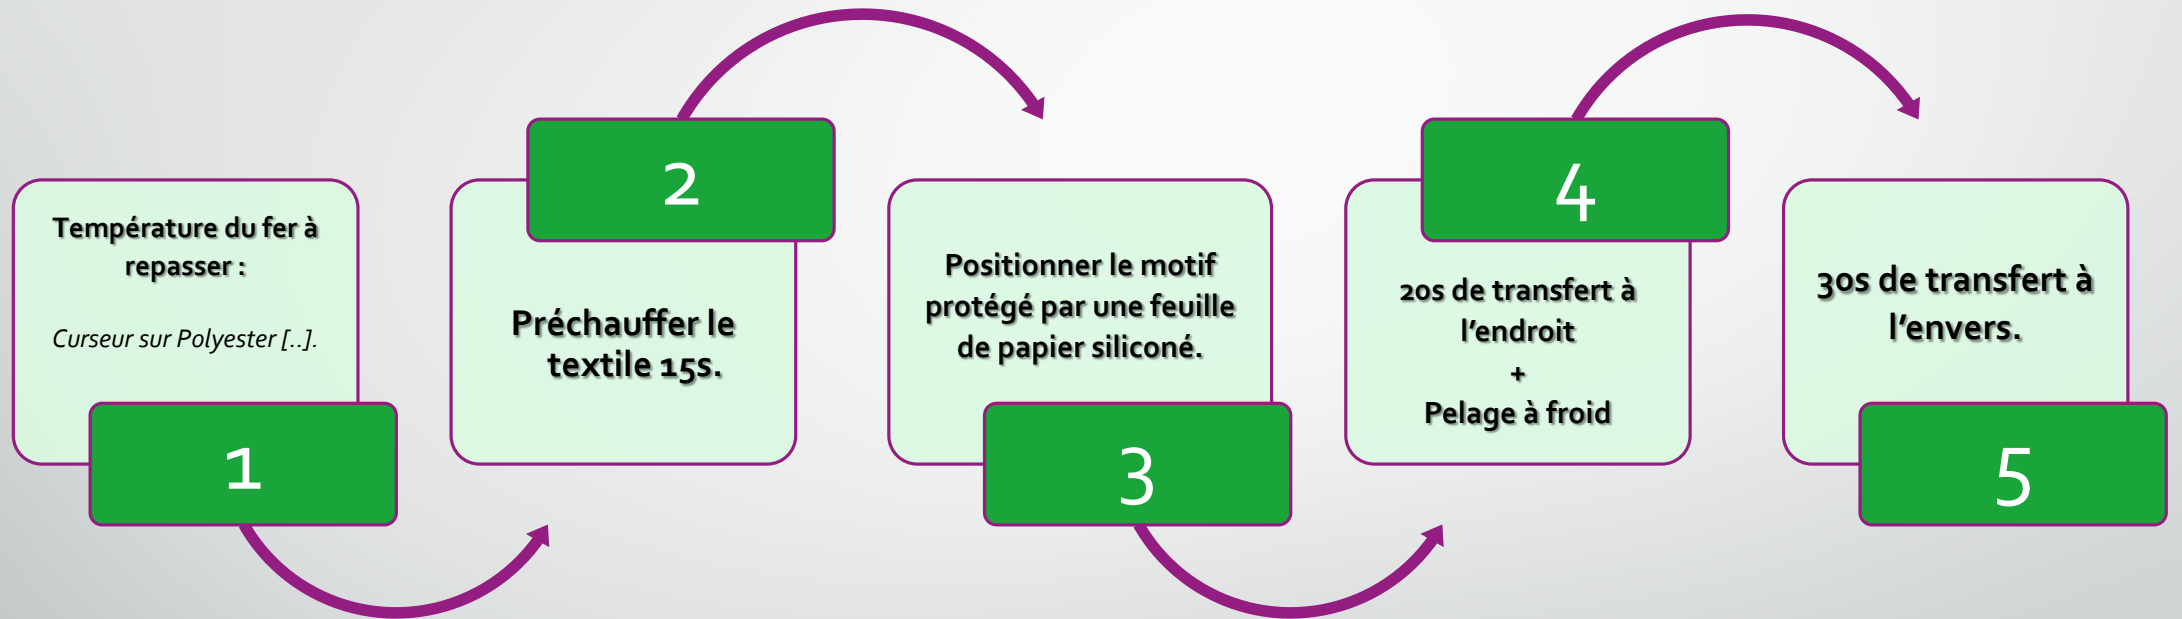 1
Température du fer à
repasser :
Curseur sur Polyester [..].
2
Préchauffer le
textile 15s.
3
Positionner le motif
protégé par une feuille
de papier siliconé.
4
20s de transfert à
l’endroit
+
Pelage à froid
5
30s de transfert à
l’envers.